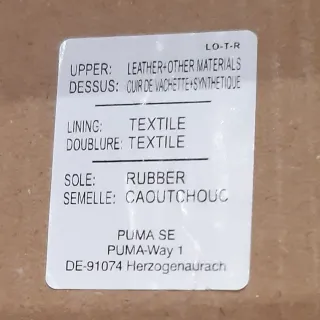 LO-T-R
UPPER: LEATHER+OTHER MATERIALS
DESSUS: CUIR DE VACHETTE+SYNTHETIQUE
LINING: TEXTILE
DOUBLURE: TEXTILE
SOLE: RUBBER
SEMELLE: CAOUTCHOUC
PUMA SE
PUMA-Way 1
DE-91074 Herzogenaurach